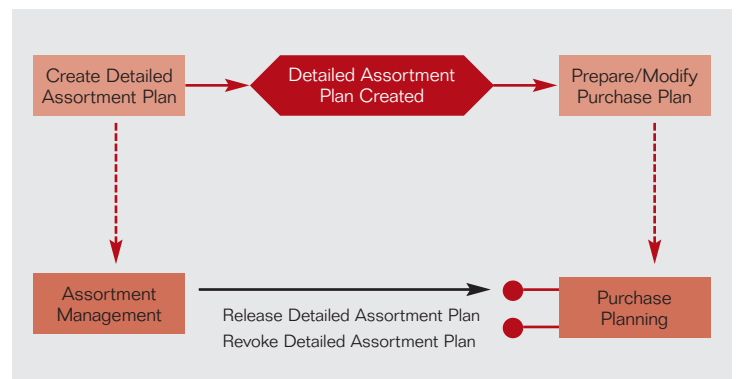 Create Detailed
Assortment Plan
Detailed Assortment
Plan Created
Prepare/Modify
Purchase Plan
Assortment
Management
Release Detailed Assortment Plan
Revoke Detailed Assortment Plan
Purchase
Planning